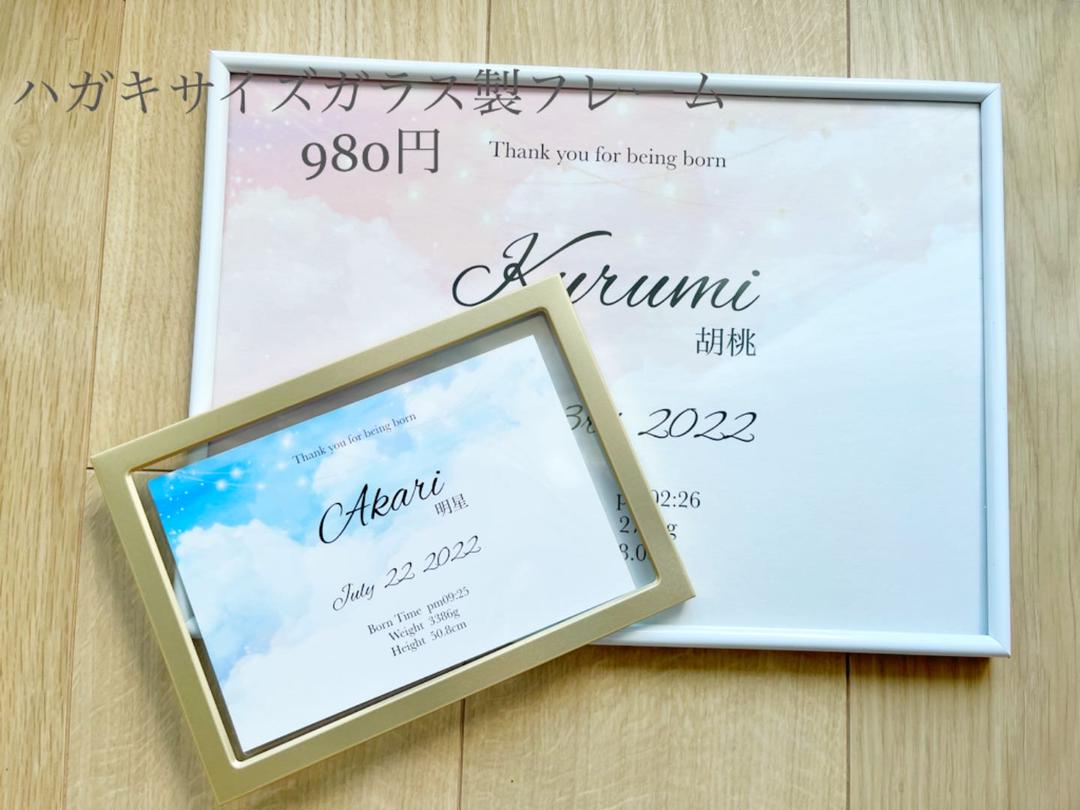 ハガキサイズガラス製フレーム
980円
Thank you for being born
Kurumi
胡桃
2022
02:26
Thank you for being born
Akari
明星
July 22 2022
Born Time pm09:25
Weight 3386g
Height 50.8cm